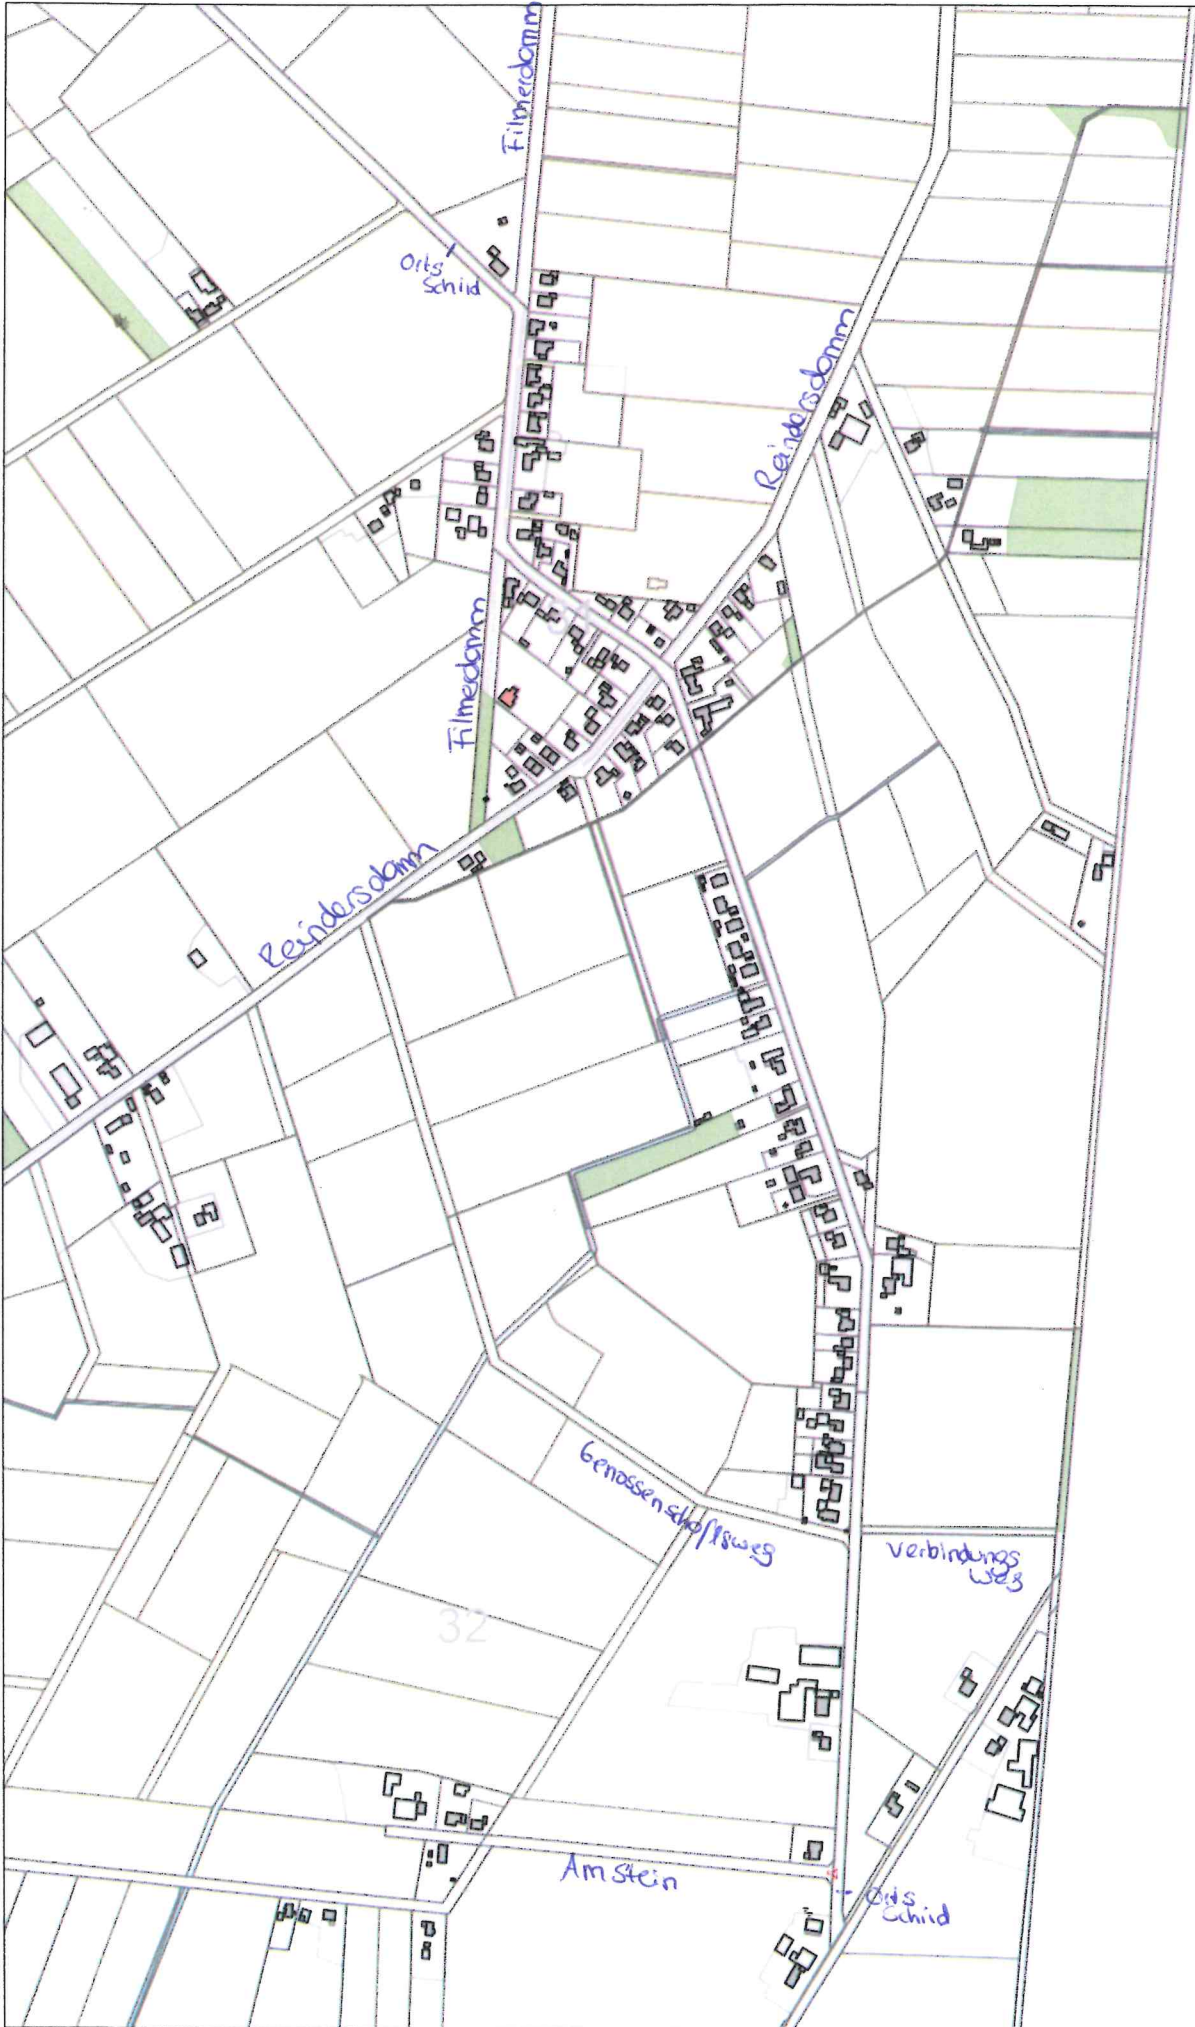 Filmerdamm
Orts
Schild
Reindersdamm
Filmerdamm
Reindersdamm
Genossenschaftsweg
Verbindungs
weg
32
Am Stein
Orts
Schild